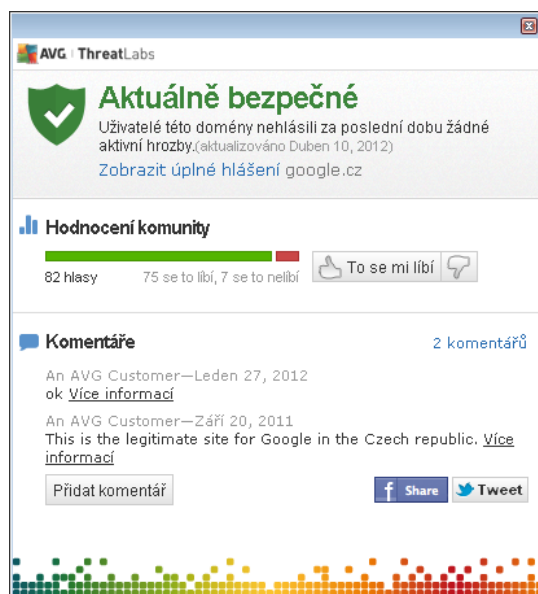 AVG ThreatLabs
Aktuálně bezpečné
Uživatelé této domény nehlásili za poslední dobu žádné
aktivní hrozby.(aktualizováno Duben 10, 2012)
Zobrazit úplné hlášení google.cz
Hodnocení komunity
82 hlasy 75 se to líbí, 7 se to nelíbí
To se mi líbí
Komentáře 2 komentářů
An AVG Customer—Leden 27, 2012
ok Více informací
An AVG Customer—Září 20, 2011
This is the legitimate site for Google in the Czech republic. Více
informací
Přidat komentář f Share Tweet